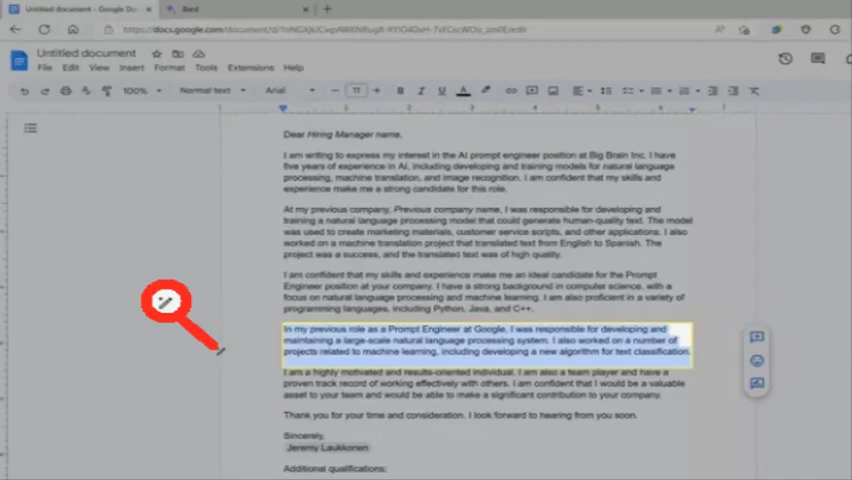 Untitled document - Google Do
Bard
Untitled document
File Edit View Insert Format Tools Extensions Help
100% Normal text Arial 11 B I U A
Dear Hiring Manager name,
I am writing to express my interest in the AI prompt engineer position at Big Brain Inc. I have
five years of experience in AI, including developing and training models for natural language
processing, machine translation, and image recognition. I am confident that my skills and
experience make me a strong candidate for this role.
At my previous company, Previous company name, I was responsible for developing and
training a natural language processing model that could generate human-quality text. The model
was used to create marketing materials, customer service scripts, and other applications. I also
worked on a machine translation project that translated text from English to Spanish. The
project was a success, and the translated text was of high quality.
I am confident that my skills and experience make me an ideal candidate for the Prompt
Engineer position at your company. I have a strong background in computer science, with a
focus on natural language processing and machine learning. I am also proficient in a variety of
programming languages, including Python, Java, and C++.
In my previous role as a Prompt Engineer at Google, I was responsible for developing and
maintaining a large-scale natural language processing system. I also worked on a number of
projects related to machine learning, including developing a new algorithm for text classification.
I am a highly motivated and results-oriented individual. I am also a team player and have a
proven track record of working effectively with others. I am confident that I would be a valuable
asset to your team and would be able to make a significant contribution to your company.
Thank you for your time and consideration. I look forward to hearing from you soon.
Sincerely,
Jeremy Laukkonen
Additional qualifications: